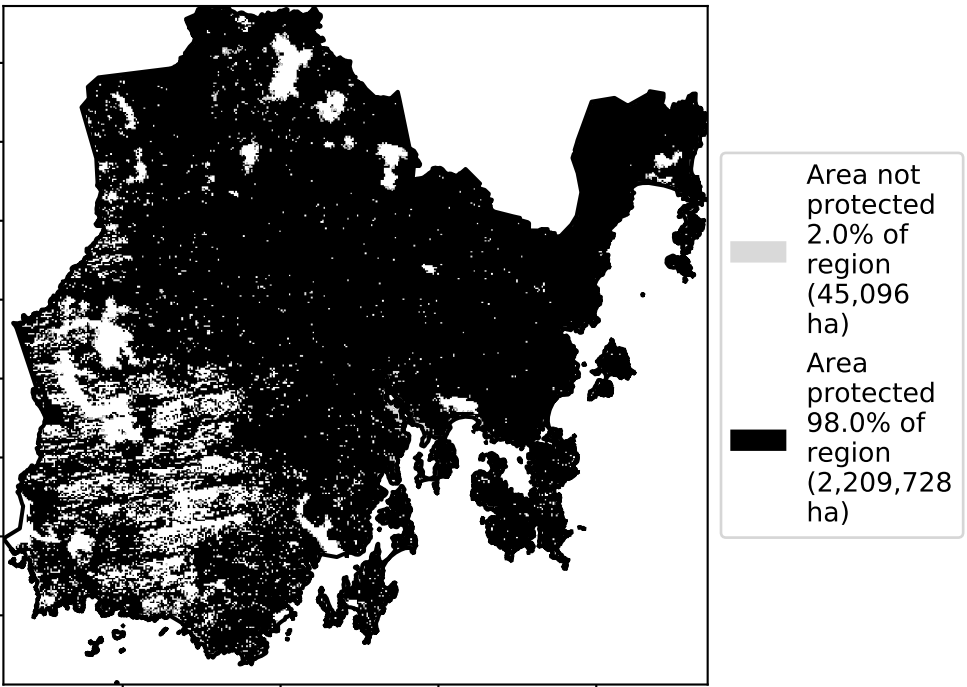 Area not
protected
2.0% of
region
(45,096
ha)
Area
protected
98.0% of
region
(2,209,728
ha)